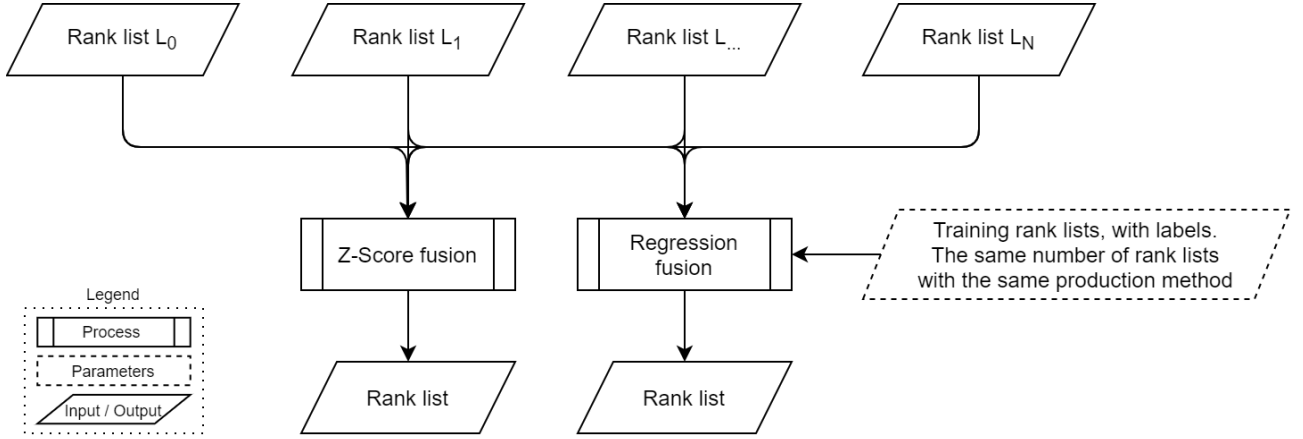 Rank list L0
Rank list L1
Rank list L...
Rank list LN
Z-Score fusion
Regression
fusion
Training rank lists, with labels.
The same number of rank lists
with the same production method
Legend
Process
Parameters
Input / Output
Rank list
Rank list